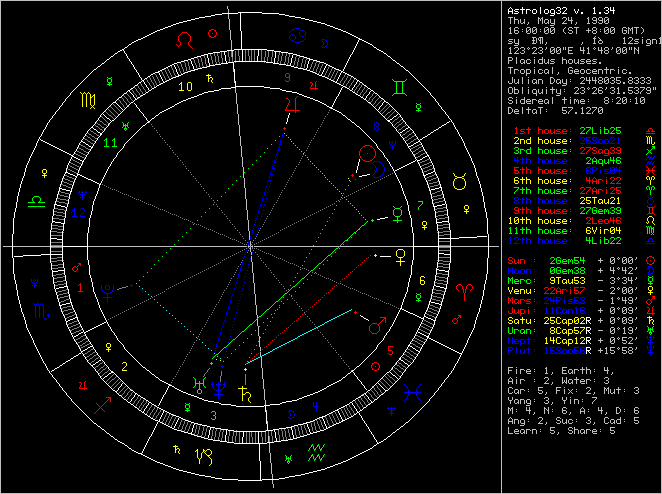 Astrolog32 v. 1.34
Thu, May 24, 1990
16:00:00 (ST +8:00 GMT)
123°23'00"E 41°48'00"N
Placidus houses.
Tropical, Geocentric.
Julian Day: 2448035.8333
Obliquity: 23°26'31.5379"
Sidereal time: 8:20:10
DeltaT: 57.1270
1st house: 27Lib25
2nd house:
3rd house: 27Sag39
4th house: 2Aqu46
5th house: 6Pis04
6th house: 4Ari22
7th house: 27Ari25
8th house: 25Tau21
9th house: 27Gem39
10th house: 2Leo46
11th house: 6Vir04
12th house: 4Lib22
Sun : 2Gem54 + 0°00'
Moon: 0Gem38 + 4°42'
Merc: 9Tau53 - 3°34'
Venu: 22Ari57 - 2°00'
Mars: - 1°49'
Jupi: + 0°09'
Satu: 25Cap02R + 0°09'
Uran: 8Cap57R - 0°19'
Nept: 14Cap12R + 0°52'
Plut: +15°58'
Fire: 1, Earth: 4,
Air : 2, Water: 3
Car: 5, Fix: 2, Mut: 3
Yang: 3, Yin: 7
M: 4, N: 6, A: 4, D: 6
Ang: 2, Suc: 3, Cad: 5
Learn: 5, Share: 5
10
9
11
8
12
7
1
6
2
5
3
4